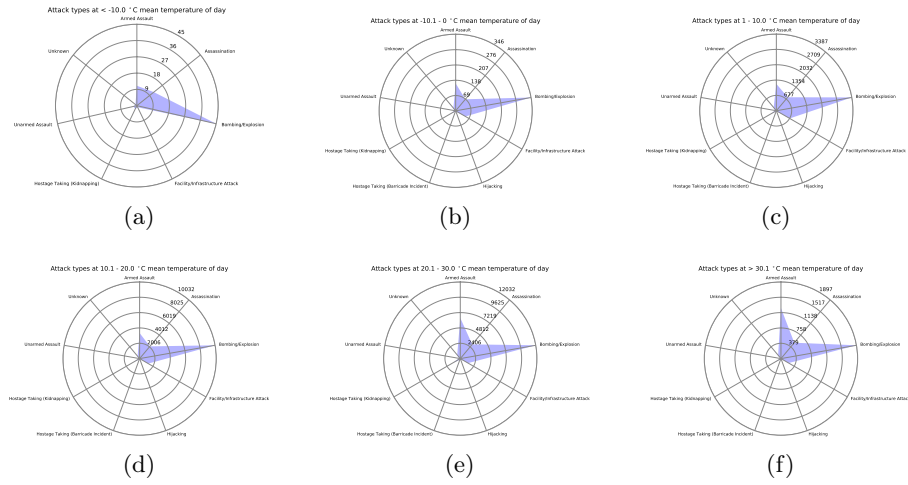 Attack types at < -10.0 °C mean temperature of day
Armed Assault
45
Unknown
36
Assassination
27
18
9
Unarmed Assault
Bombing/Explosion
Hostage Taking (Kidnapping)
Facility/Infrastructure Attack
(a)
Attack types at -10.1 - 0 °C mean temperature of day
Armed Assault
346
Unknown
276
Assassination
207
138
69
Unarmed Assault
Bombing/Explosion
Hostage Taking (Kidnapping)
Facility/Infrastructure Attack
Hostage Taking (Barricade Incident)
Hijacking
(b)
Attack types at 1 - 10.0 °C mean temperature of day
Armed Assault
3387
Unknown
2709
Assassination
2032
1354
677
Unarmed Assault
Bombing/Explosion
Hostage Taking (Kidnapping)
Facility/Infrastructure Attack
Hostage Taking (Barricade Incident)
Hijacking
(c)
Attack types at 10.1 - 20.0 °C mean temperature of day
Armed Assault
10032
Unknown
8025
Assassination
6019
4012
2006
Unarmed Assault
Bombing/Explosion
Hostage Taking (Kidnapping)
Facility/Infrastructure Attack
Hostage Taking (Barricade Incident)
Hijacking
(d)
Attack types at 20.1 - 30.0 °C mean temperature of day
Armed Assault
12032
Unknown
9625
Assassination
7219
4812
2406
Unarmed Assault
Bombing/Explosion
Hostage Taking (Kidnapping)
Facility/Infrastructure Attack
Hostage Taking (Barricade Incident)
Hijacking
(e)
Attack types at > 30.1 °C mean temperature of day
Armed Assault
1897
Unknown
1517
Assassination
1138
758
379
Unarmed Assault
Bombing/Explosion
Hostage Taking (Kidnapping)
Facility/Infrastructure Attack
Hostage Taking (Barricade Incident)
Hijacking
(f)